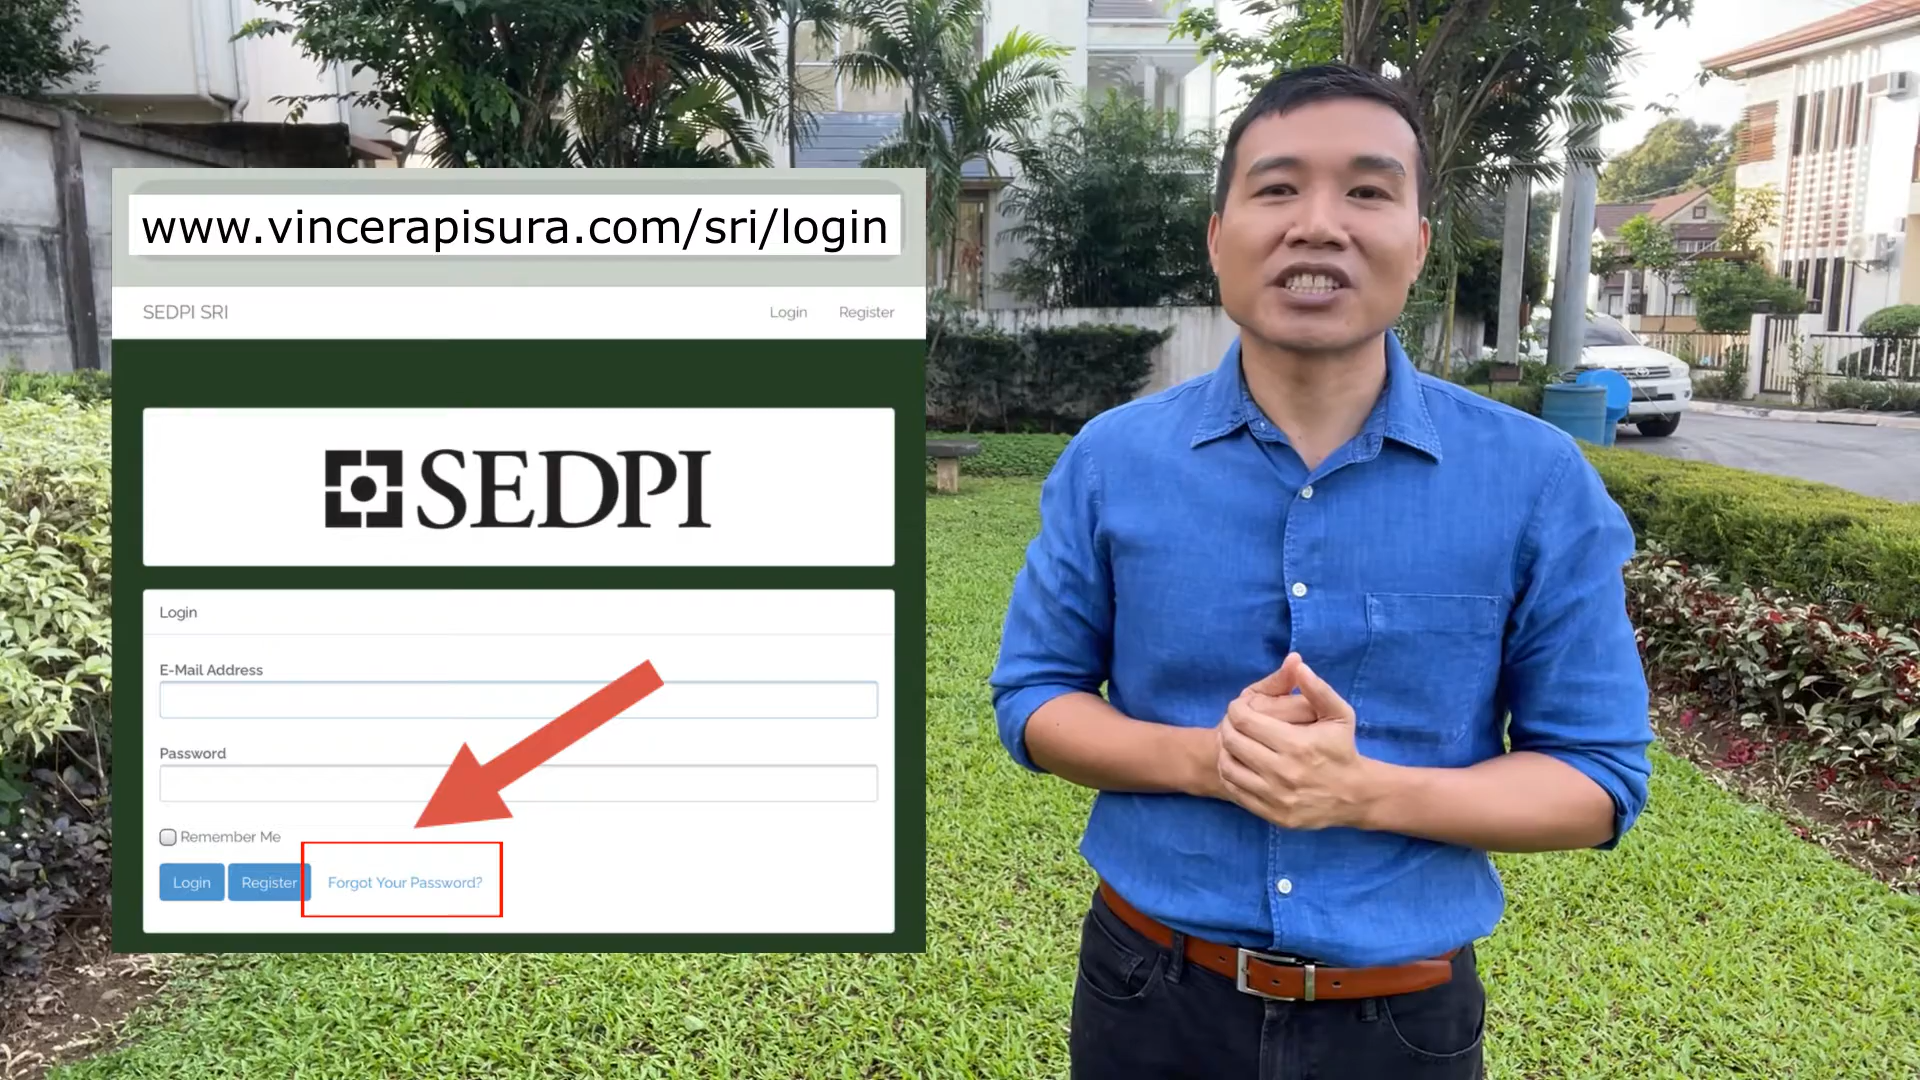 www.vincerapisura.com/sri/login
SEDPI SRI Login Register
SEDPI
Login
E-Mail Address
Password
Remember Me
Login Register Forgot Your Password?